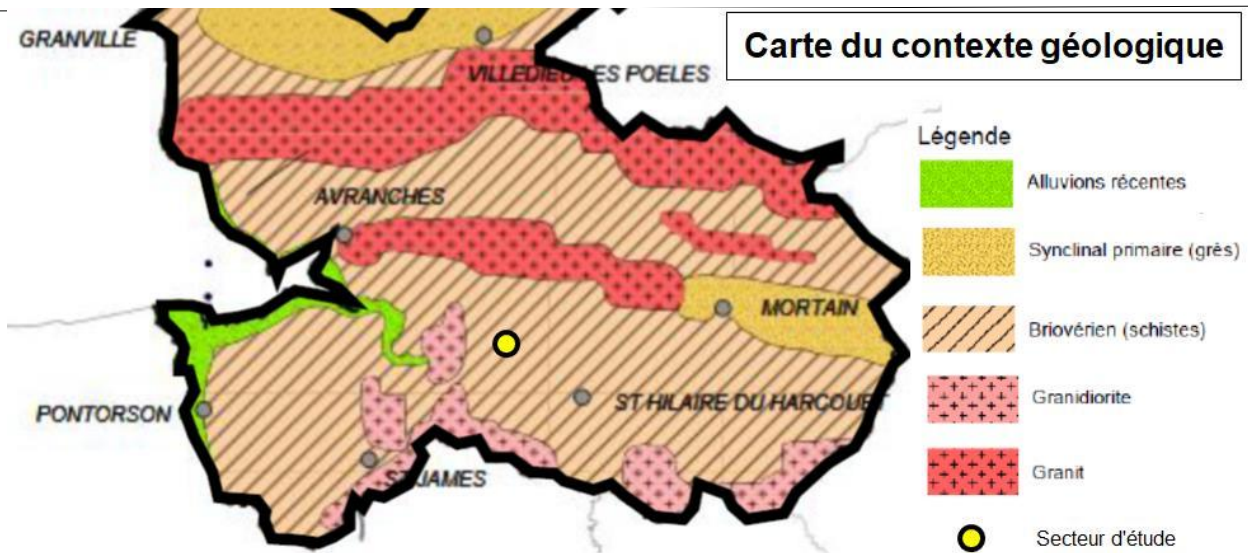 Carte du contexte géologique
GRANVILLE
VILLEDIEU LES POELES
AVRANCHES
MORTAIN
ST HILAIRE DU HARCOUET
PONTORSON
ST JAMES
Légende
Alluvions récentes
Synclinal primaire (grès)
Briovérien (schistes)
Granidiorite
Granit
Secteur d'étude